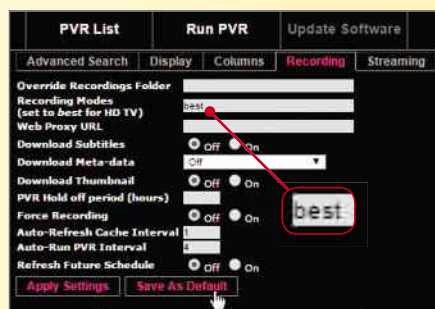 PVR List Run PVR Update Software
Advanced Search Display Columns Recording Streaming
Override Recordings Folder
Recording Modes
(set to best for HD TV) best
Web Proxy URL
Download Subtitles Off On
Download Meta-data Off
Download Thumbnail Off On
PVR Hold off period (hours)
best
Force Recording Off On
Auto-Refresh Cache Interval 1
Auto-Run PVR Interval 4
Refresh Future Schedule Off On
Apply Settings Save As Default